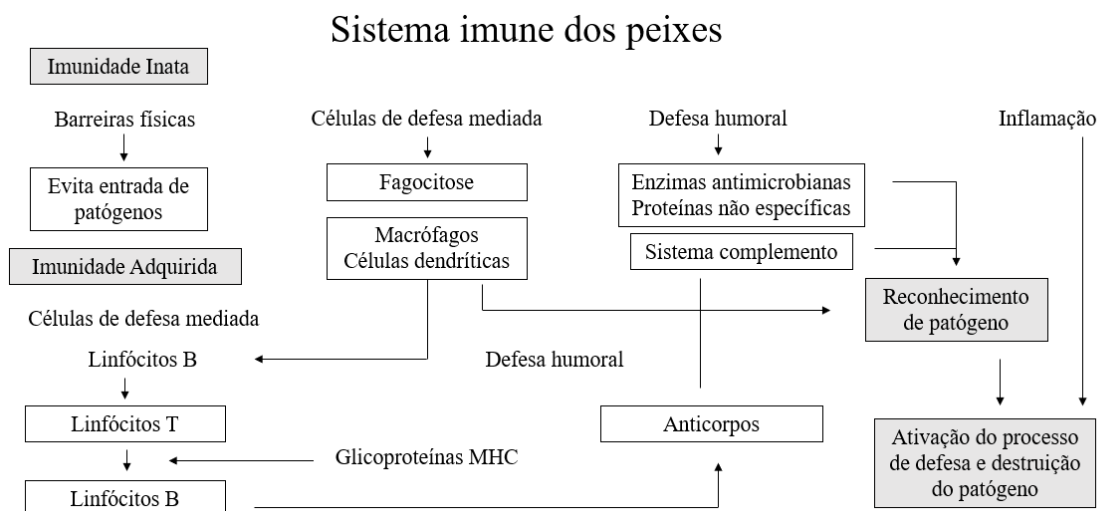 Sistema imune dos peixes
Imunidade Inata
Barreiras físicas
Células de defesa mediada
Defesa humoral
Inflamação
Evita entrada de
patógenos
Fagocitose
Enzimas antimicrobianas
Proteínas não específicas
Macrófagos
Células dendríticas
Sistema complemento
Imunidade Adquirida
Reconhecimento
de patógeno
Células de defesa mediada
Linfócitos B
Defesa humoral
Linfócitos T
Anticorpos
Ativação do processo
de defesa e destruição
do patógeno
Glicoproteínas MHC
Linfócitos B